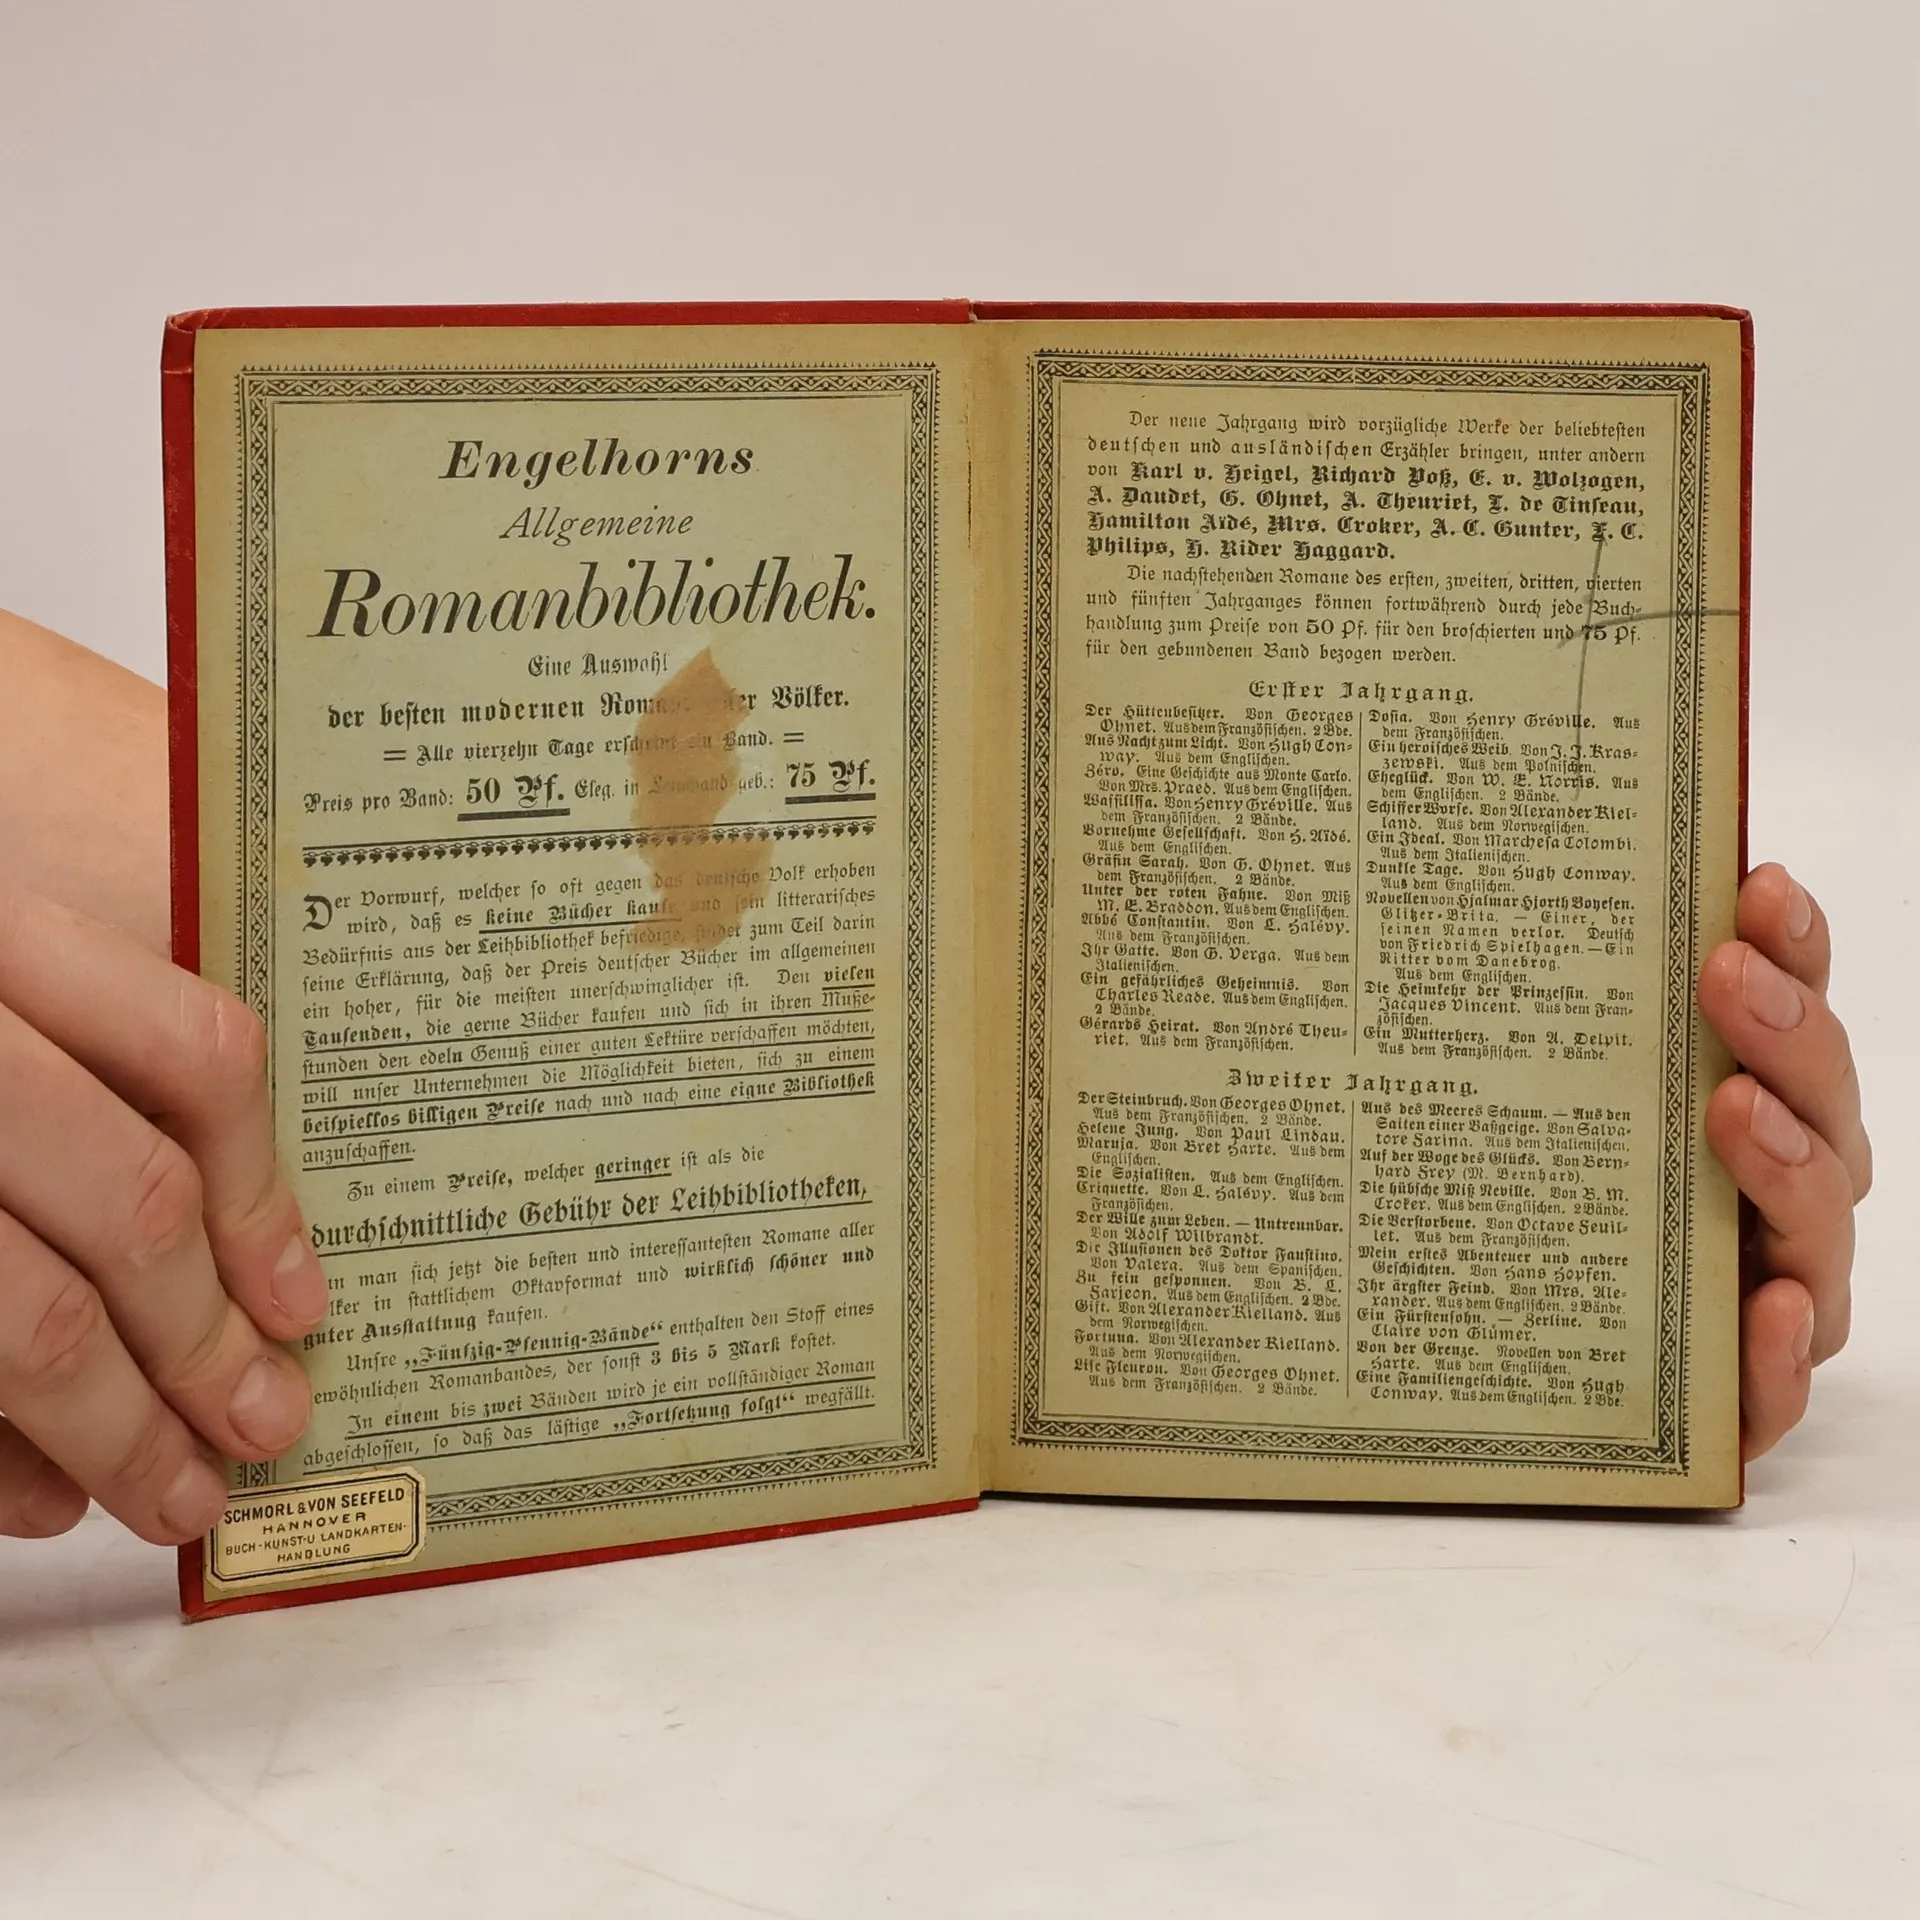 Engelhorns
Allgemeine
Romanbibliothek.
Eine Auswahl
der besten modernen Völker.
= Alle vierzehn Tage Band. =
Preis pro Band: 50 Pf. Eleg. in Leinwand geb.: 75 Pf.
Der Vorwurf, welcher so oft gegen das deutsche Volk erhoben
wird, daß es keine Bücher kaufe und sein litterarisches
Bedürfnis aus der Leihbibliothek befriedige, findet zum Teil darin
seine Erklärung, daß der Preis deutscher Bücher im allgemeinen
ein hoher, für die meisten unerschwinglicher ist. Den vielen
Tausenden, die gerne Bücher kaufen und sich in ihren Muße-
stunden den edeln Genuß einer guten Lektüre verschaffen möchten,
will unser Unternehmen die Möglichkeit bieten, sich zu einem
beispiellos billigen Preise nach und nach eine eigne Bibliothek
anzuschaffen.
Zu einem Preise, welcher geringer ist als die
durchschnittliche Gebühr der Leihbibliotheken,
man sich jetzt die besten und interessantesten Romane aller
in stattlichem Oktavformat und wirklich schöner und
guter Ausstattung kaufen.
Unsre „Fünfzig-Pfennig-Bände“ enthalten den Stoff eines
gewöhnlichen Romanbandes, der sonst 3 bis 5 Mark kostet.
In einem bis zwei Bänden wird je ein vollständiger Roman
abgeschlossen, so daß das lästige „Fortsetzung folgt“ wegfällt.
SCHMORL & VON SEEFELD
HANNOVER
BUCH-KUNST-U LANDKARTEN-
HANDLUNG
Der neue Jahrgang wird vorzügliche Werke der beliebtesten
deutschen und ausländischen Erzähler bringen, unter andern
von Karl v. Heigel, Richard Voß, E. v. Wolzogen,
A. Daudet, G. Ohnet, A. Theuriet, L. de Tinseau,
Hamilton Aïdé, Mrs. Croker, A. C. Gunter, F. C.
Philips, H. Rider Haggard.
Die nachstehenden Romane des ersten, zweiten, dritten, vierten
und fünften Jahrganges können fortwährend durch jede Buch-
handlung zum Preise von 50 Pf. für den broschierten und 75 Pf.
für den gebundenen Band bezogen werden.
Erster Jahrgang.
Der Hüttenbesitzer. Von Georges
Ohnet. Aus dem Französischen. 2 Bde.
Aus Nacht zum Licht. Von Hugh Con-
way. Aus dem Englischen.
Zéro. Eine Geschichte aus Monte Carlo.
Von Mrs. Praed. Aus dem Englischen.
Wassilissa. Von Henry Gréville. Aus
dem Französischen. 2 Bände.
Vornehme Gesellschaft. Von H. Aïdé.
Aus dem Englischen.
Gräfin Sarah. Von G. Ohnet. Aus
dem Französischen. 2 Bände.
Unter der roten Fahne. Von Miß
M. E. Braddon. Aus dem Englischen.
Abbé Constantin. Von L. Halévy.
Aus dem Französischen.
Ihr Gatte. Von G. Verga. Aus dem
Italienischen.
Ein gefährliches Geheimnis. Von
Charles Reade. Aus dem Englischen.
2 Bände.
Gérards Heirat. Von André Theu-
riet. Aus dem Französischen.
Dosia. Von Henry Gréville. Aus
dem Französischen.
Ein heroisches Weib. Von J. J. Kras-
zewski. Aus dem Polnischen.
Eheglück. Von W. E. Norris. Aus
dem Englischen. 2 Bände.
Schiffer Worse. Von Alexander Kiel-
land. Aus dem Norwegischen.
Ein Ideal. Von Marchesa Colombi.
Aus dem Italienischen.
Dunkle Tage. Von Hugh Conway.
Aus dem Englischen.
Novellen von Hjalmar Hjorth Boyesen.
Glitzer-Brita. — Einer, der
seinen Namen verlor. Deutsch
von Friedrich Spielhagen. — Ein
Ritter vom Danebrog.
Aus dem Englischen.
Die Heimkehr der Prinzessin. Von
Jacques Vincent. Aus dem Fran-
zösischen.
Ein Mutterherz. Von A. Delpit.
Aus dem Französischen. 2 Bände.
Zweiter Jahrgang.
Der Steinbruch. Von Georges Ohnet.
Aus dem Französischen. 2 Bände.
Helene Jung. Von Paul Lindau.
Maruja. Von Bret Harte. Aus dem
Englischen.
Die Sozialisten. Aus dem Englischen.
Criquette. Von L. Halévy. Aus dem
Französischen.
Der Wille zum Leben. — Untrennbar.
Von Adolf Wilbrandt.
Die Illusionen des Doktor Faustino.
Von Valera. Aus dem Spanischen.
Zu fein gesponnen. Von B. L.
Farjeon. Aus dem Englischen. 2 Bde.
Gift. Von Alexander Kielland. Aus
dem Norwegischen.
Fortuna. Von Alexander Kielland.
Aus dem Norwegischen.
Lise Fleuron. Von Georges Ohnet.
Aus dem Französischen. 2 Bände.
Aus des Meeres Schaum. — Aus den
Saiten einer Baßgeige. Von Salva-
tore Farina. Aus dem Italienischen.
Auf der Woge des Glücks. Von Bern-
hard Frey (M. Bernhard).
Die hübsche Miß Neville. Von B. M.
Croker. Aus dem Englischen. 2 Bände.
Die Verstorbene. Von Octave Feuil-
let. Aus dem Französischen.
Mein erstes Abenteuer und andere
Geschichten. Von Hans Hopfen.
Ihr ärgster Feind. Von Mrs. Ale-
xander. Aus dem Englischen. 2 Bände.
Ein Fürstensohn. — Zerline. Von
Claire von Glümer.
Von der Grenze. Novellen von Bret
Harte. Aus dem Englischen.
Eine Familiengeschichte. Von Hugh
Conway. Aus dem Englischen. 2 Bde.